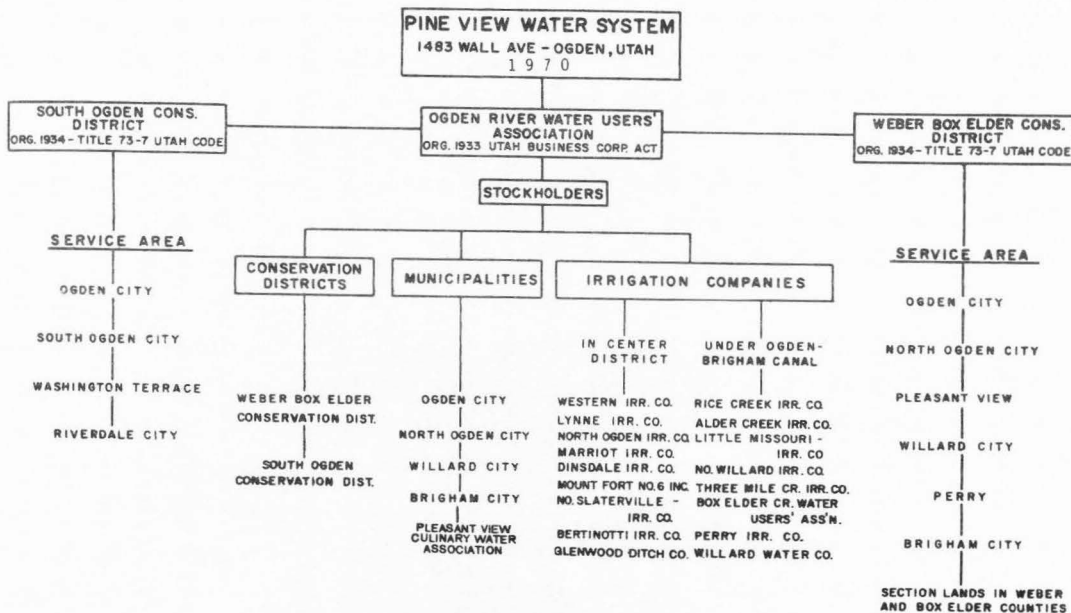 PINE VIEW WATER SYSTEM
1483 WALL AVE - OGDEN, UTAH
1970
SOUTH OGDEN CONS.
DISTRICT
ORG. 1934 - TITLE 73-7 UTAH CODE
OGDEN RIVER WATER USERS'
ASSOCIATION
ORG. 1933 UTAH BUSINESS CORP. ACT
WEBER BOX ELDER CONS.
DISTRICT
ORG. 1934 - TITLE 73-7 UTAH CODE
STOCKHOLDERS
SERVICE AREA
OGDEN CITY
SOUTH OGDEN CITY
WASHINGTON TERRACE
RIVERDALE CITY
CONSERVATION
DISTRICTS
WEBER BOX ELDER
CONSERVATION DIST.
SOUTH OGDEN
CONSERVATION DIST.
MUNICIPALITIES
OGDEN CITY
NORTH OGDEN CITY
WILLARD CITY
BRIGHAM CITY
PLEASANT VIEW
CULINARY WATER
ASSOCIATION
IRRIGATION COMPANIES
IN CENTER
DISTRICT
WESTERN IRR. CO.
LYNNE IRR. CO.
NORTH OGDEN IRR. CO.
MARRIOT IRR. CO.
DINSDALE IRR. CO.
MOUNT FORT NO. 6 INC.
NO. SLATERVILLE -
IRR. CO.
BERTINOTTI IRR. CO.
GLENWOOD DITCH CO.
UNDER OGDEN-
BRIGHAM CANAL
RICE CREEK IRR. CO.
ALDER CREEK IRR. CO.
LITTLE MISSOURI -
IRR. CO
NO. WILLARD IRR. CO.
THREE MILE CR. IRR. CO.
BOX ELDER CR. WATER
USERS' ASS'N.
PERRY IRR. CO.
WILLARD WATER CO.
SERVICE AREA
OGDEN CITY
NORTH OGDEN CITY
PLEASANT VIEW
WILLARD CITY
PERRY
BRIGHAM CITY
SECTION LANDS IN WEBER
AND BOX ELDER COUNTIES